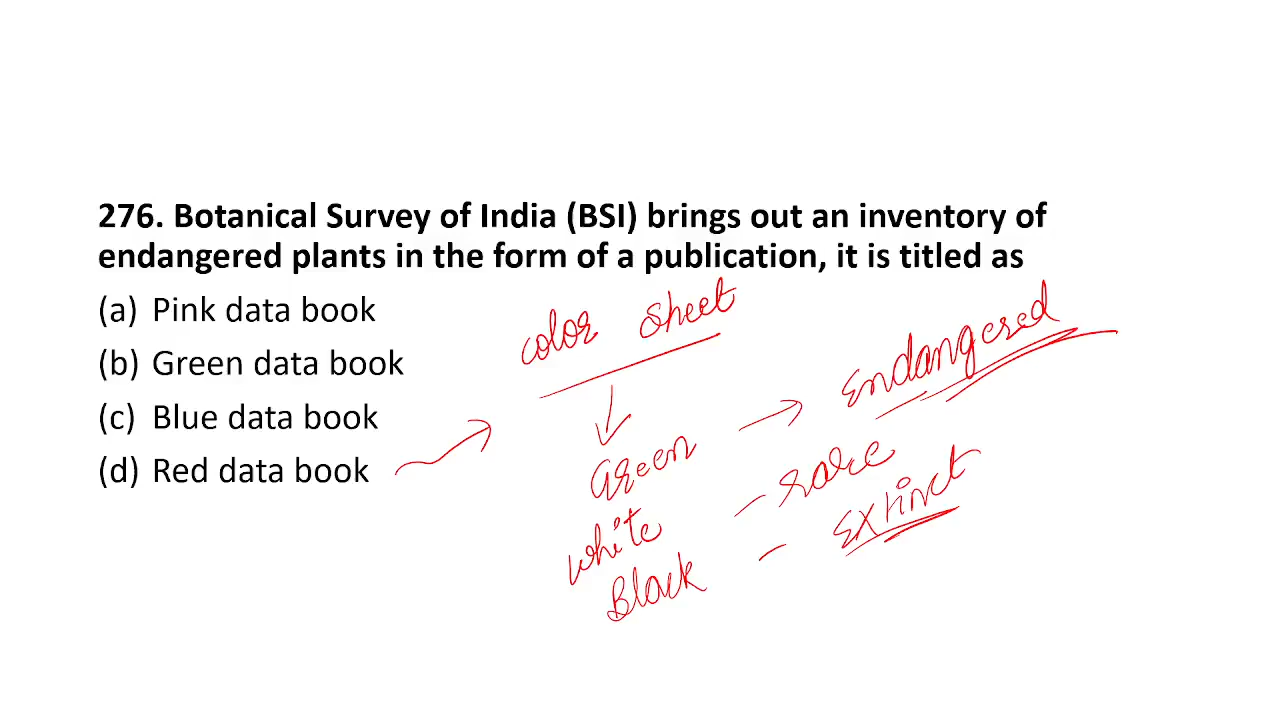 276. Botanical Survey of India (BSI) brings out an inventory of
endangered plants in the form of a publication, it is titled as
(a) Pink data book
(b) Green data book
(c) Blue data book
(d) Red data book
color sheet
Green → Endangered
white - rare
Black - Extinct